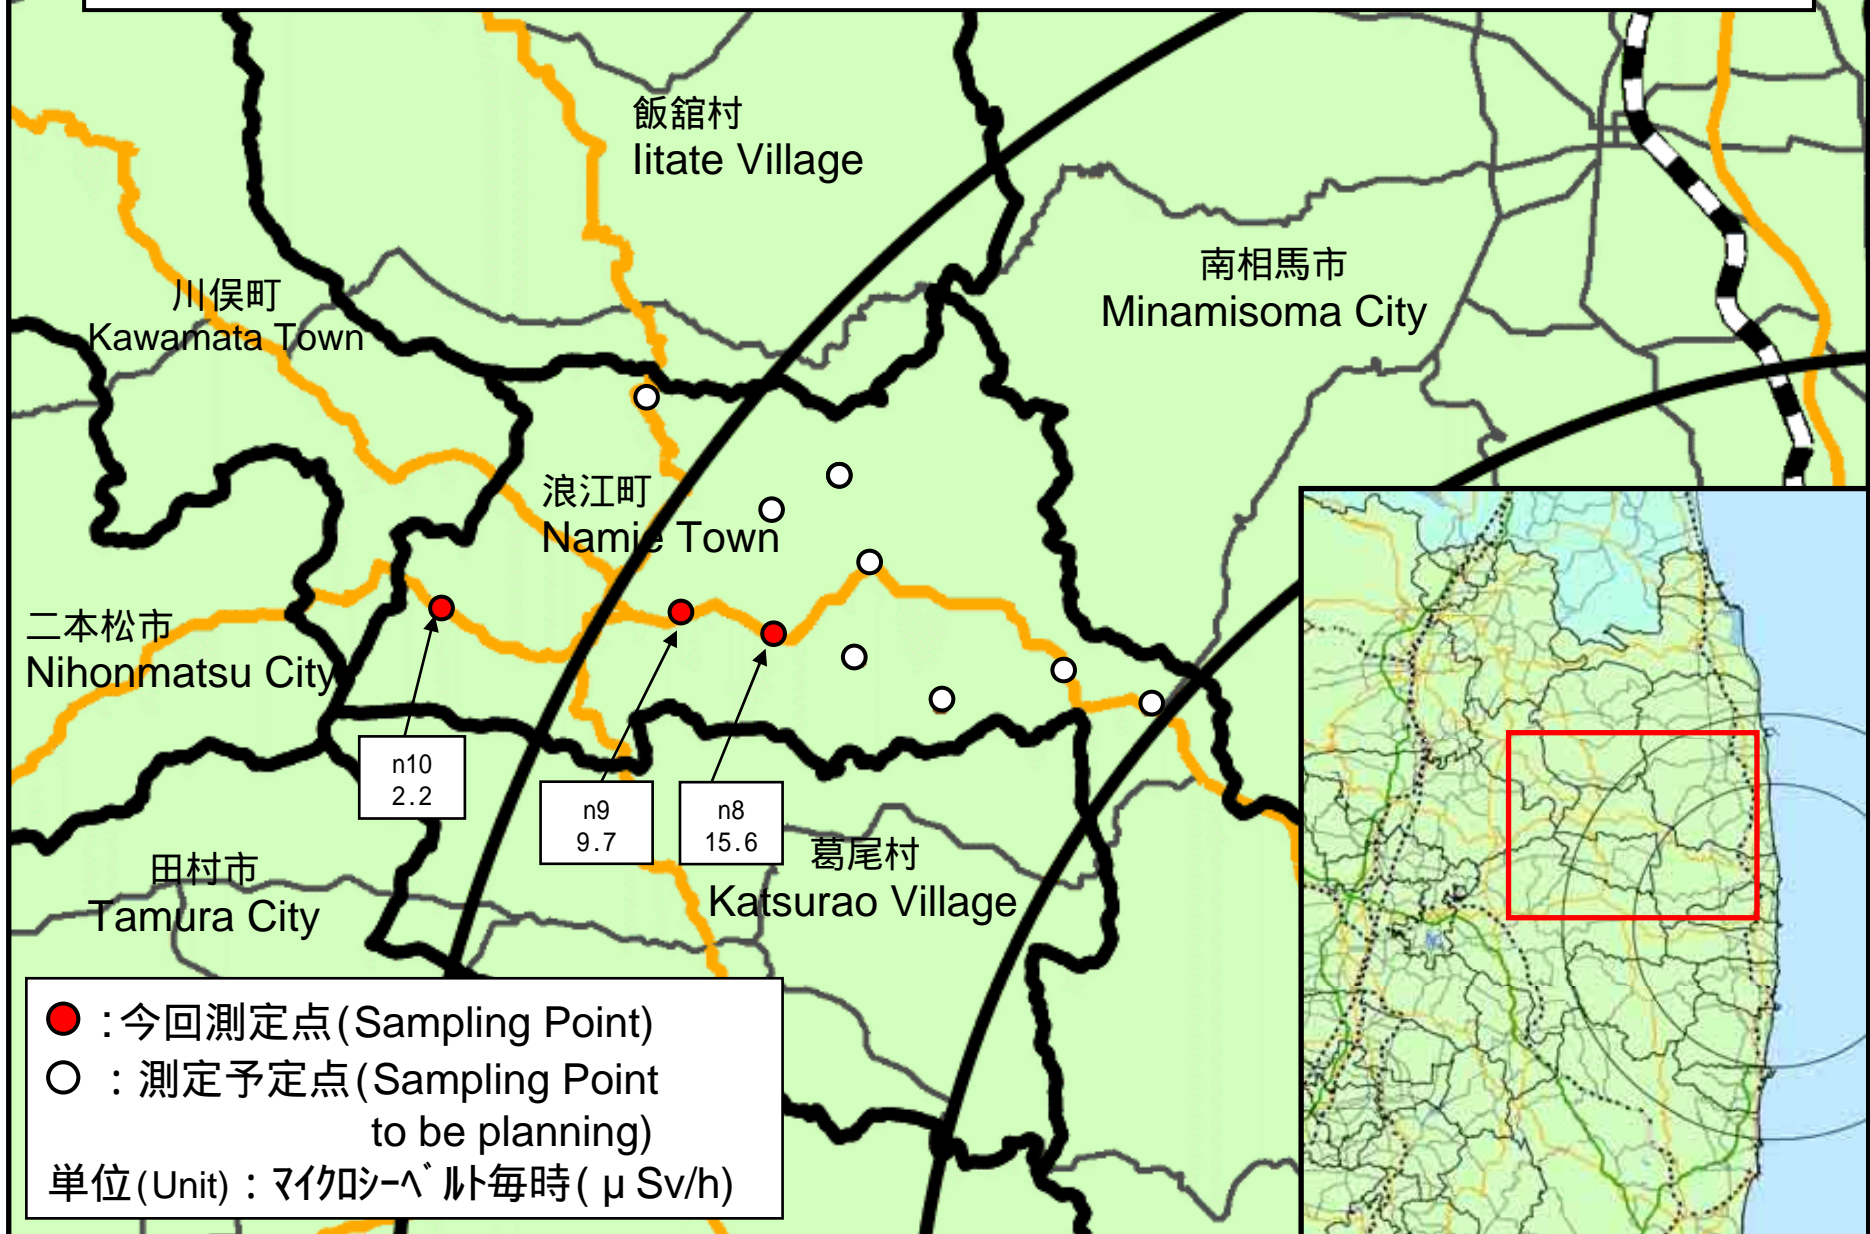 飯舘村
Iitate Village
南相馬市
Minamisoma City
川俣町
Kawamata Town
浪江町
Namie Town
二本松市
Nihonmatsu City
n10
2.2
n9
9.7
n8
15.6
葛尾村
Katsurao Village
田村市
Tamura City
:今回測定点(Sampling Point)
:測定予定点(Sampling Point
to be planning)
単位(Unit):マイクロシーベルト毎時(μSv/h)